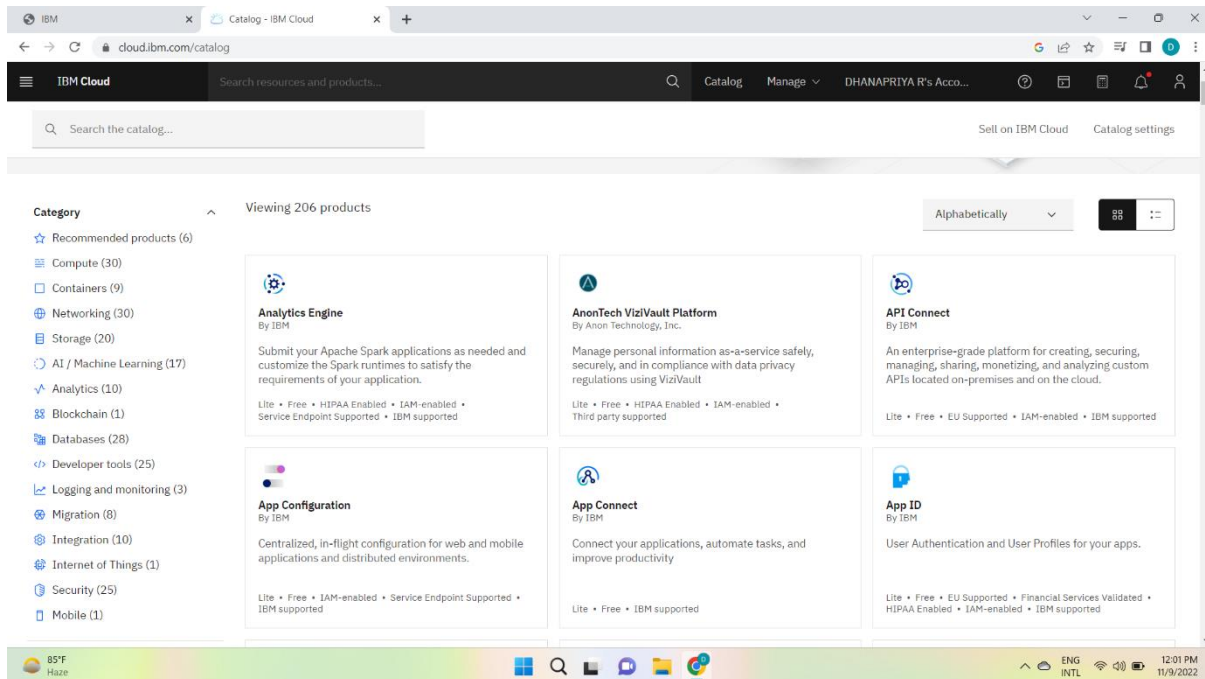 IBM
Catalog - IBM Cloud
cloud.ibm.com/catalog
IBM Cloud
Search resources and products...
Catalog
Manage
DHANAPRIYA R's Acco...
Search the catalog...
Sell on IBM Cloud
Catalog settings
Category
Recommended products (6)
Compute (30)
Containers (9)
Networking (30)
Storage (20)
AI / Machine Learning (17)
Analytics (10)
Blockchain (1)
Databases (28)
Developer tools (25)
Logging and monitoring (3)
Migration (8)
Integration (10)
Internet of Things (1)
Security (25)
Mobile (1)
Viewing 206 products
Alphabetically
Analytics Engine
By IBM
Submit your Apache Spark applications as needed and
customize the Spark runtimes to satisfy the
requirements of your application.
Lite • Free • HIPAA Enabled • IAM-enabled •
Service Endpoint Supported • IBM supported
AnonTech ViziVault Platform
By Anon Technology, Inc.
Manage personal information as-a-service safely,
securely, and in compliance with data privacy
regulations using ViziVault
Lite • Free • HIPAA Enabled • IAM-enabled •
Third party supported
API Connect
By IBM
An enterprise-grade platform for creating, securing,
managing, sharing, monetizing, and analyzing custom
APIs located on-premises and on the cloud.
Lite • Free • EU Supported • IAM-enabled • IBM supported
App Configuration
By IBM
Centralized, in-flight configuration for web and mobile
applications and distributed environments.
Lite • Free • IAM-enabled • Service Endpoint Supported •
IBM supported
App Connect
By IBM
Connect your applications, automate tasks, and
improve productivity
Lite • Free • IBM supported
App ID
By IBM
User Authentication and User Profiles for your apps.
Lite • Free • EU Supported • Financial Services Validated •
HIPAA Enabled • IAM-enabled • IBM supported
85°F
Haze
ENG
INTL
12:01 PM
11/9/2022